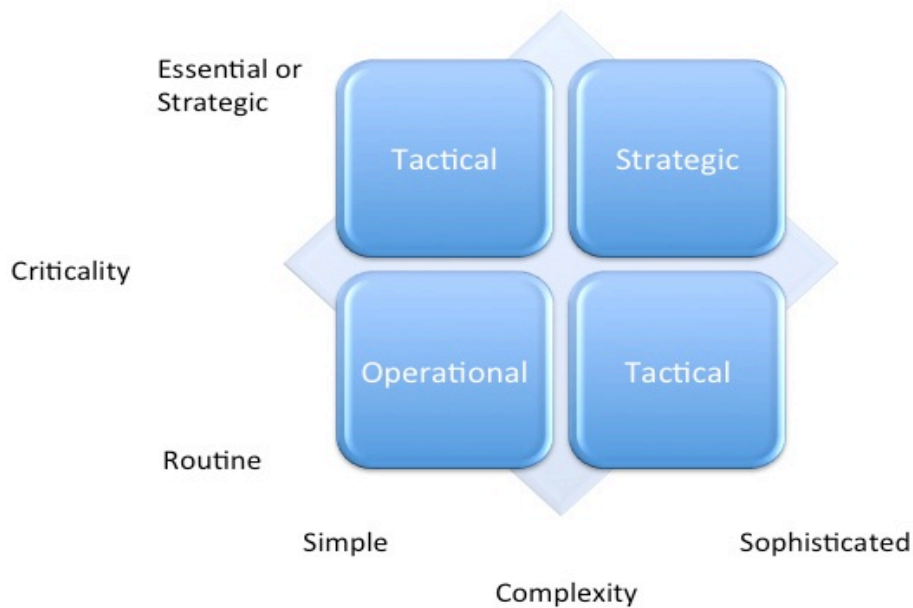 Essential or
Strategic
Tactical
Strategic
Criticality
Operational
Tactical
Routine
Simple
Sophisticated
Complexity